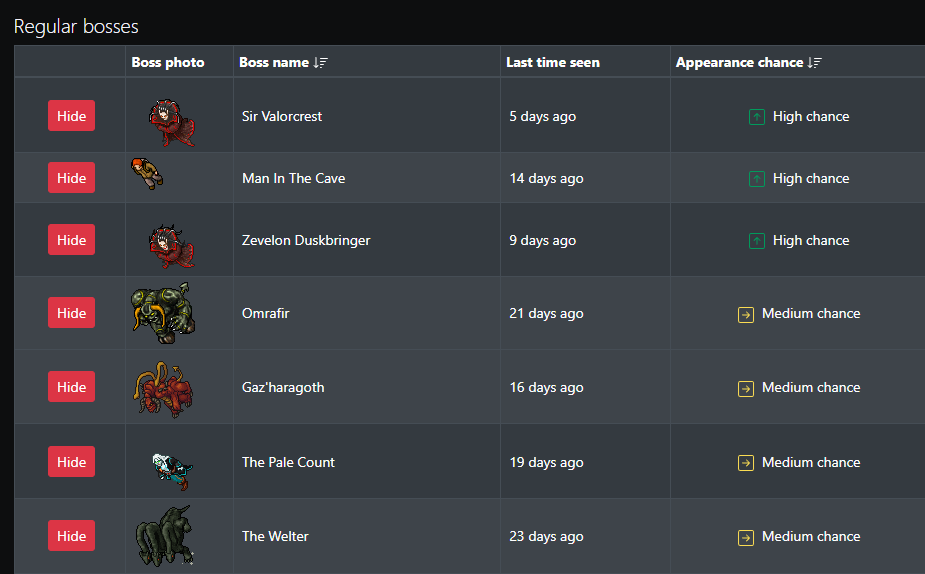 Regular bosses
Boss photo Boss name Last time seen Appearance chance
Hide Sir Valorcrest 5 days ago High chance
Hide Man In The Cave 14 days ago High chance
Hide Zevelon Duskbringer 9 days ago High chance
Hide Omrafir 21 days ago Medium chance
Hide Gaz'haragoth 16 days ago Medium chance
Hide The Pale Count 19 days ago Medium chance
Hide The Welter 23 days ago Medium chance